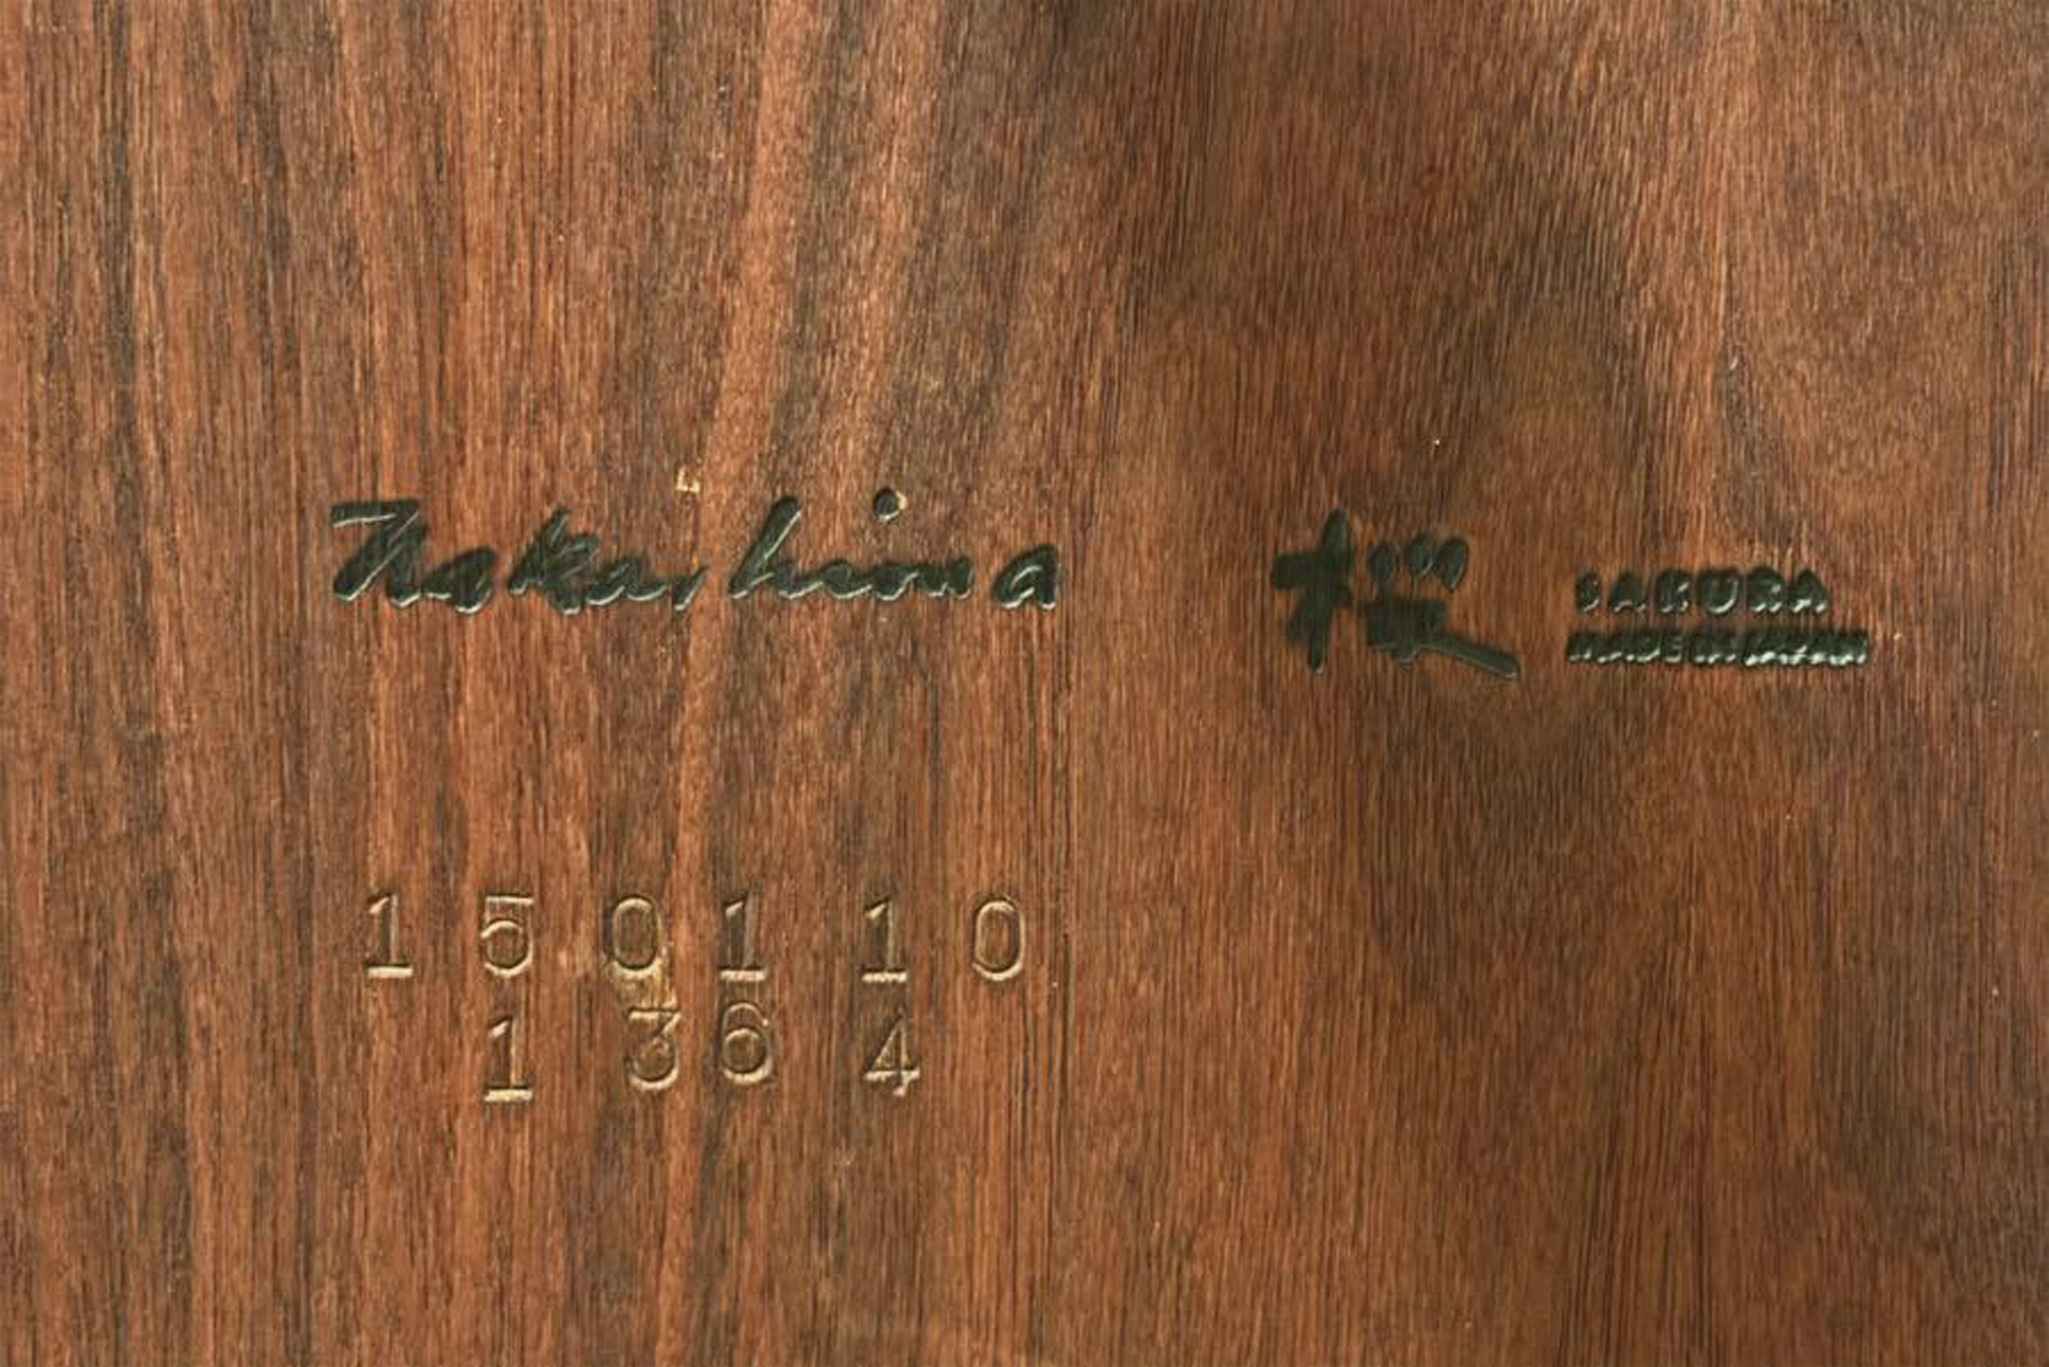 Nakashima
桜 SAKURA
MADE IN JAPAN
150110
1364